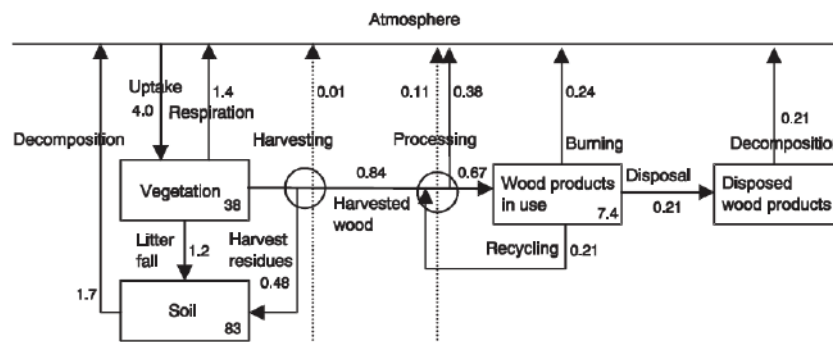 Atmosphere
Uptake
4.0
1.4
Respiration
0.01
0.11
0.38
0.24
0.21
Decomposition
Harvesting
Processing
Burning
Decomposition
Vegetation
38
0.84
Harvested
wood
0.67
Wood products
in use
7.4
Disposal
0.21
Disposed
wood products
Litter
fall
1.2
Harvest
residues
0.48
Recycling
0.21
1.7
Soil
83